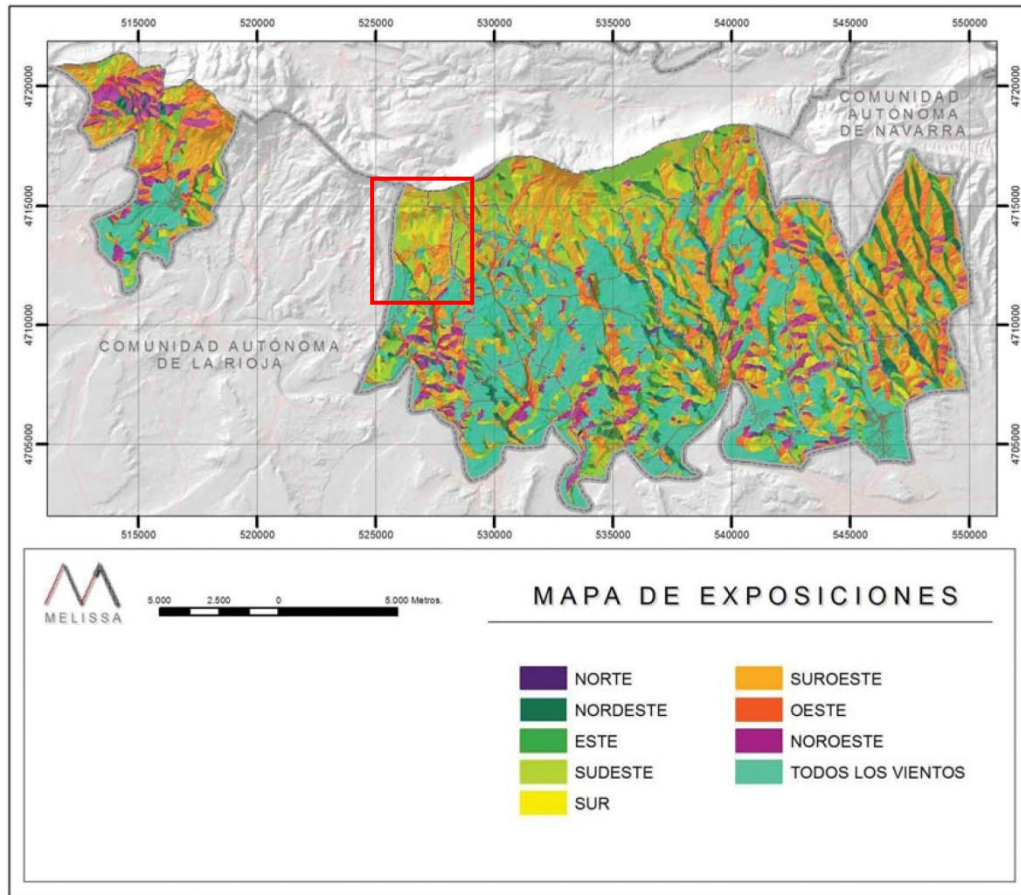 515000 520000 525000 530000 535000 540000 545000 550000
4720000
4720000
COMUNIDAD
AUTÓNOMA
DE NAVARRA
4715000
4715000
4710000
4710000
COMUNIDAD AUTÓNOMA
DE LA RIOJA
4705000
4705000
515000 520000 525000 530000 535000 540000 545000 550000
MELISSA
5.000 2.500 0 5.000 Metros.
MAPA DE EXPOSICIONES
NORTE
NORDESTE
ESTE
SUDESTE
SUR
SUROESTE
OESTE
NOROESTE
TODOS LOS VIENTOS